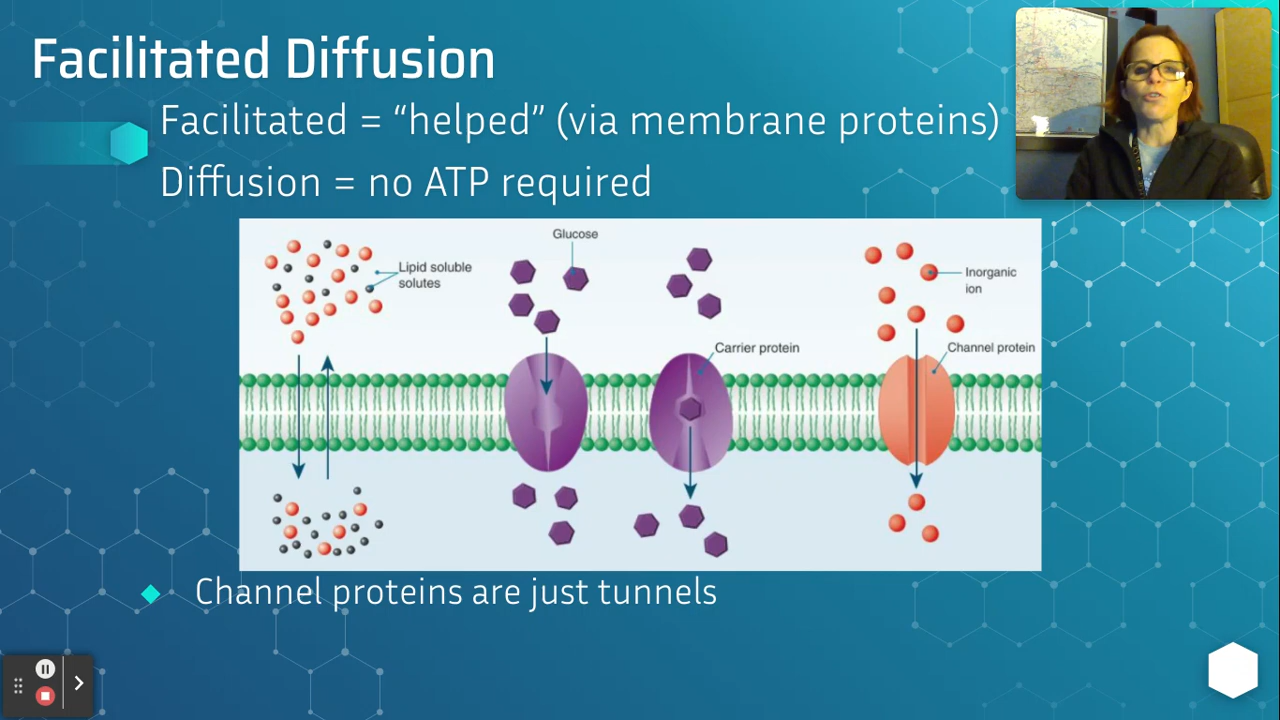 Facilitated Diffusion
Facilitated = “helped” (via membrane proteins)
Diffusion = no ATP required
Lipid soluble
solutes
Glucose
Carrier protein
Inorganic
ion
Channel protein
Channel proteins are just tunnels